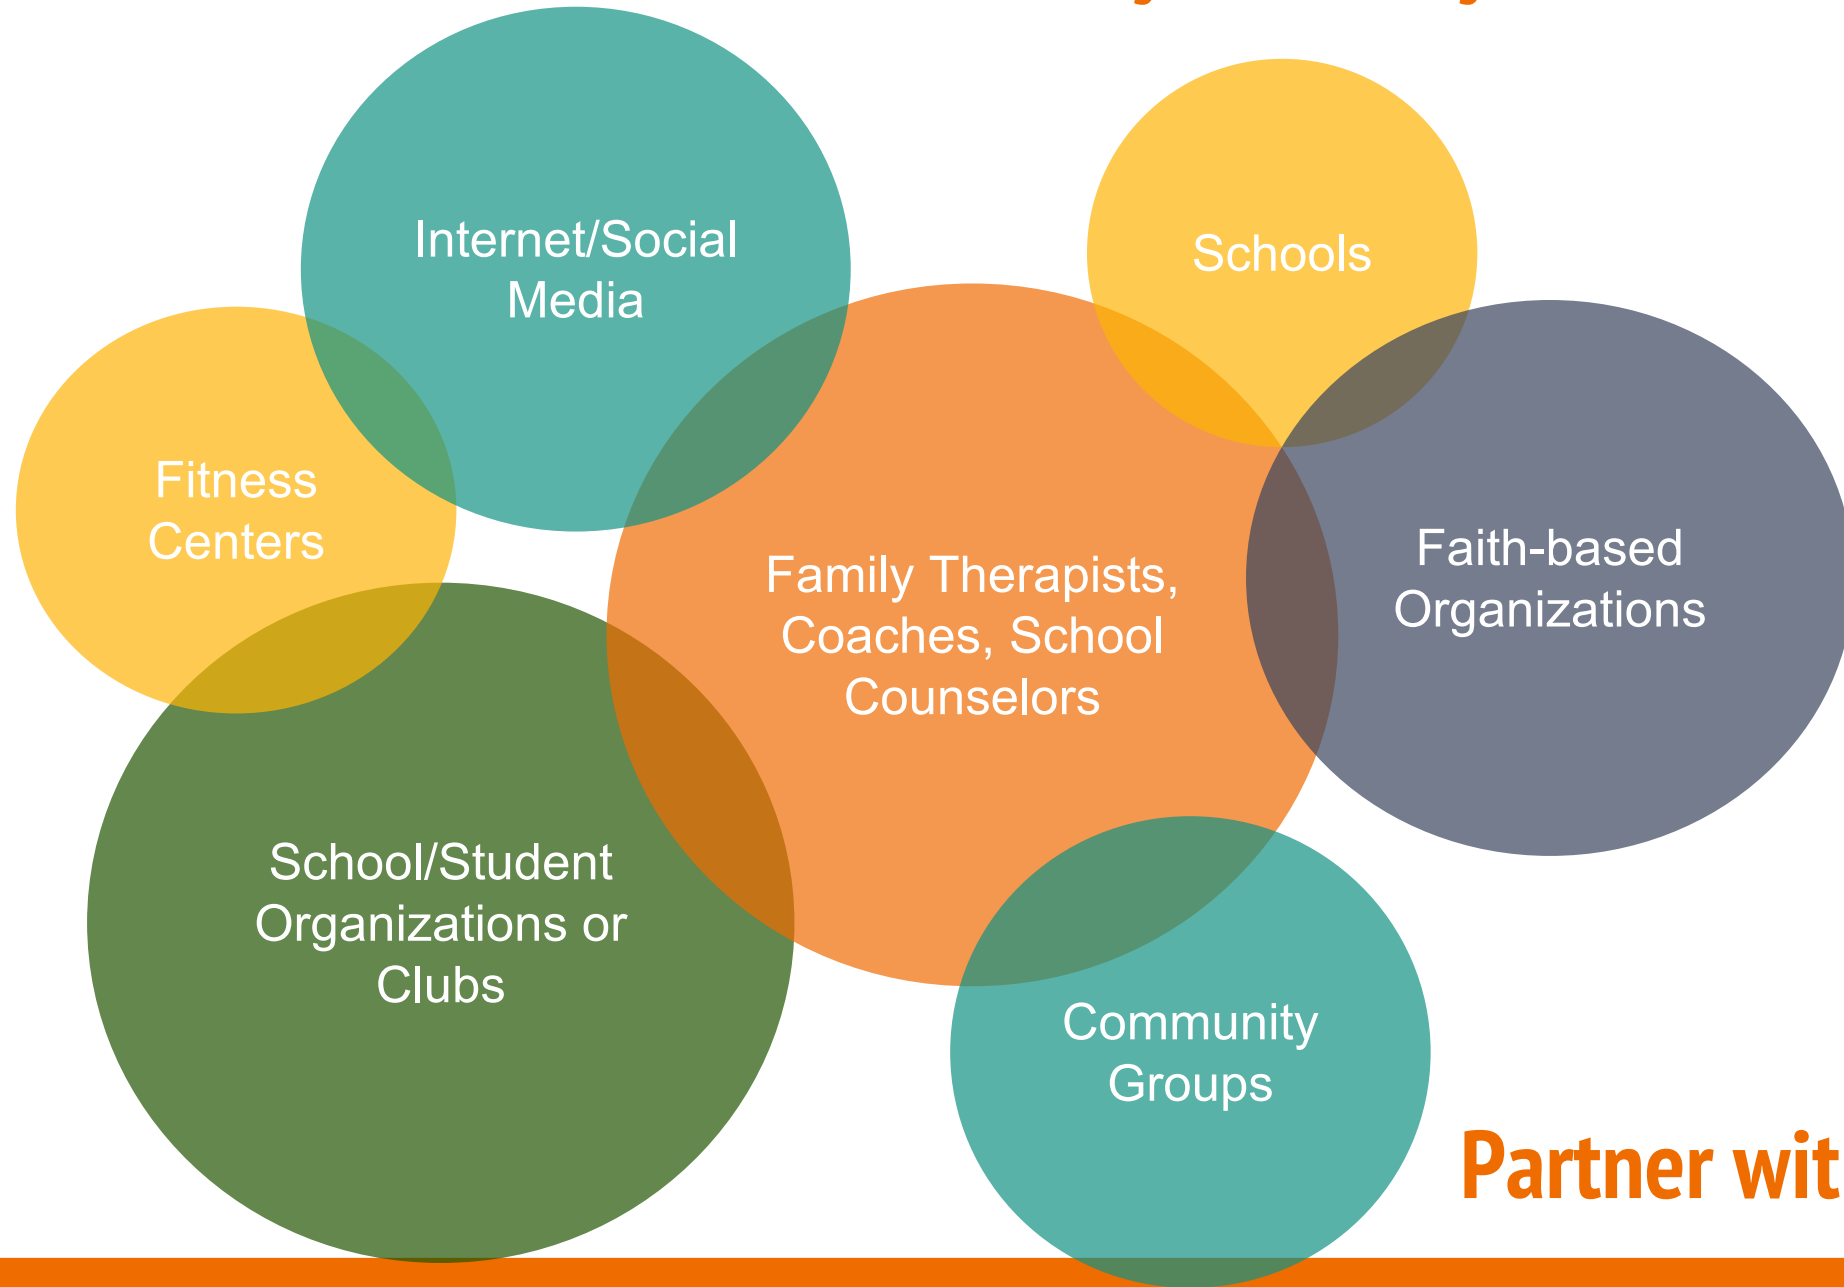 Internet/Social
Media
Schools
Fitness
Centers
Family Therapists,
Coaches, School
Counselors
Faith-based
Organizations
School/Student
Organizations or
Clubs
Community
Groups
Partner wit